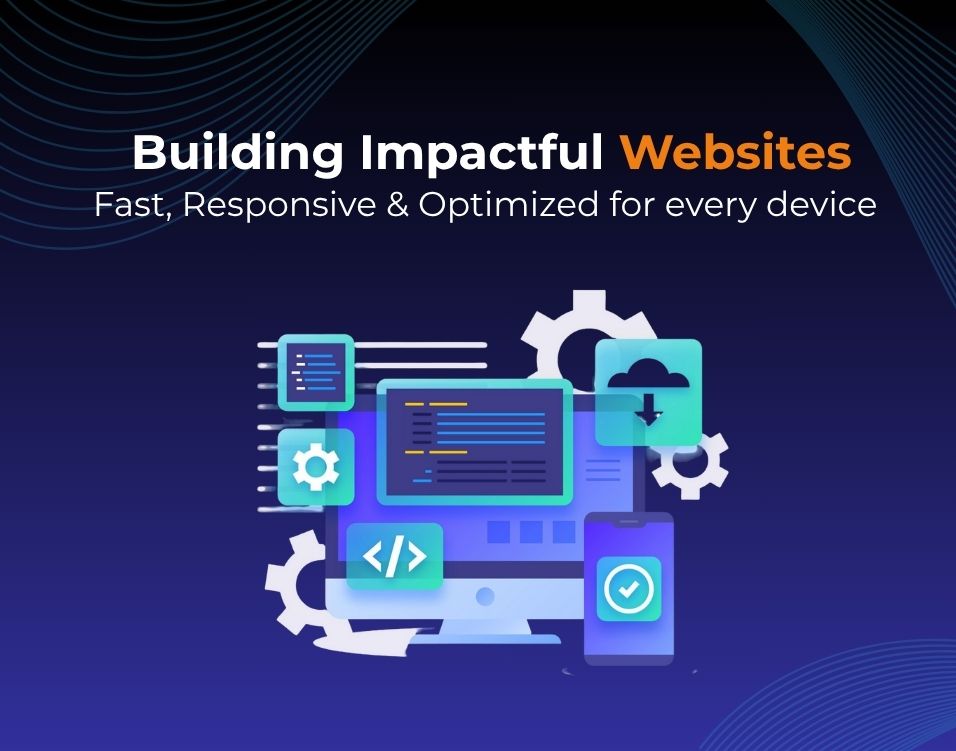 Building Impactful Websites
Fast, Responsive & Optimized for every device
</>